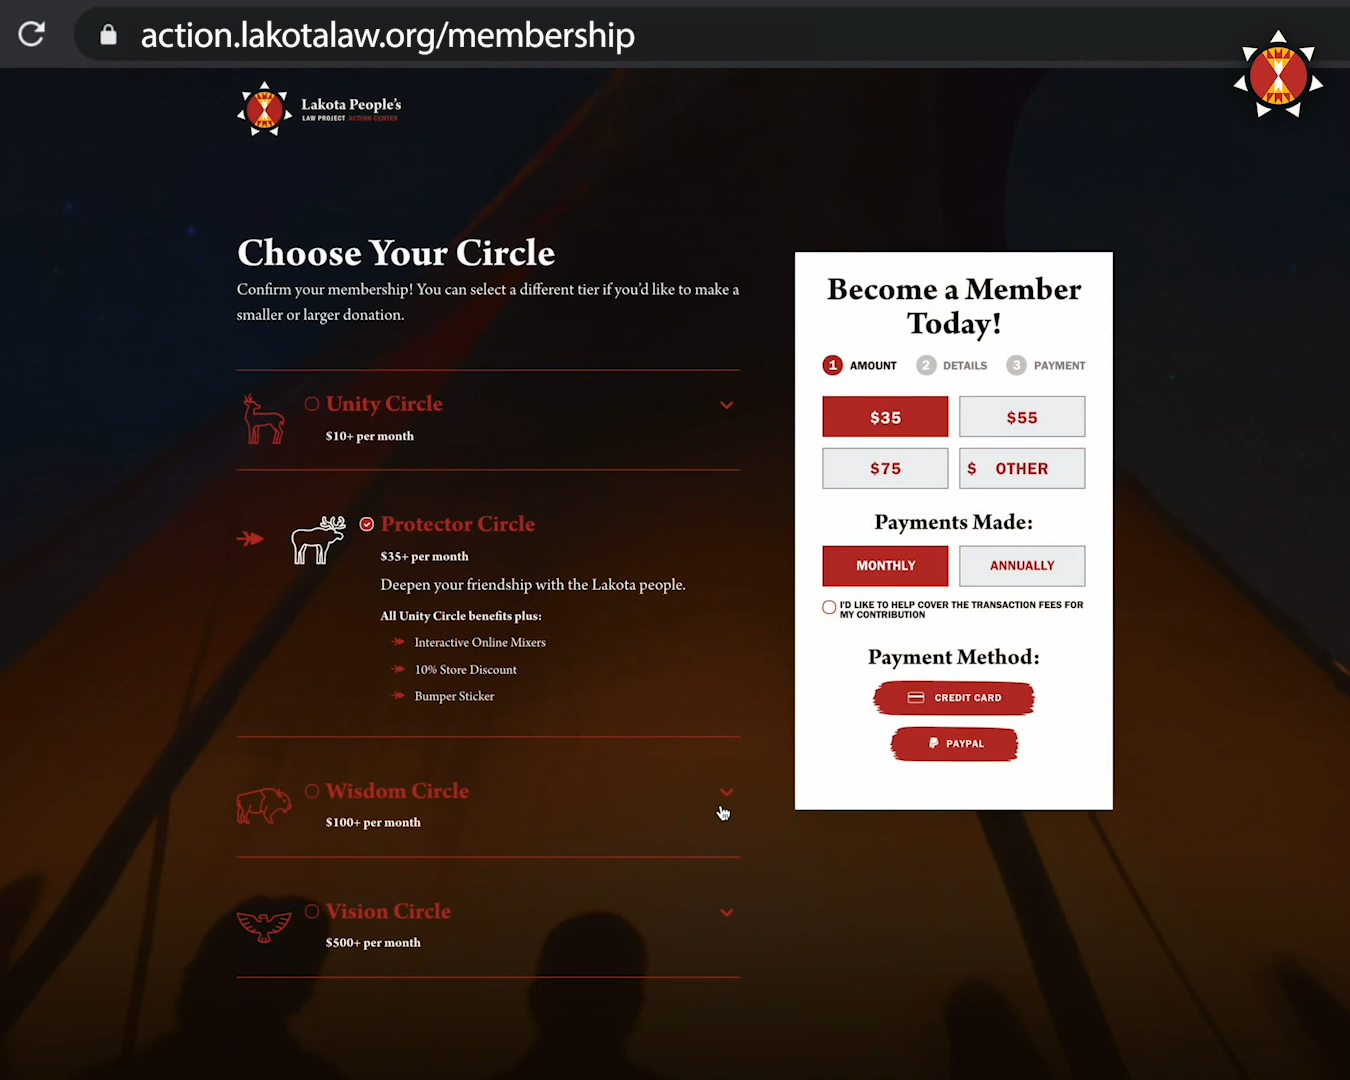 action.lakotalaw.org/membership
Lakota People's
LAW PROJECT ACTION CENTER
Choose Your Circle
Confirm your membership! You can select a different tier if you'd like to make a
smaller or larger donation.
Unity Circle
$10+ per month
Protector Circle
$35+ per month
Deepen your friendship with the Lakota people.
All Unity Circle benefits plus:
Interactive Online Mixers
10% Store Discount
Bumper Sticker
Wisdom Circle
$100+ per month
Vision Circle
$500+ per month
Become a Member
Today!
1 AMOUNT 2 DETAILS 3 PAYMENT
$35 $55
$75 $ OTHER
Payments Made:
MONTHLY ANNUALLY
I'D LIKE TO HELP COVER THE TRANSACTION FEES FOR
MY CONTRIBUTION
Payment Method:
CREDIT CARD
PAYPAL